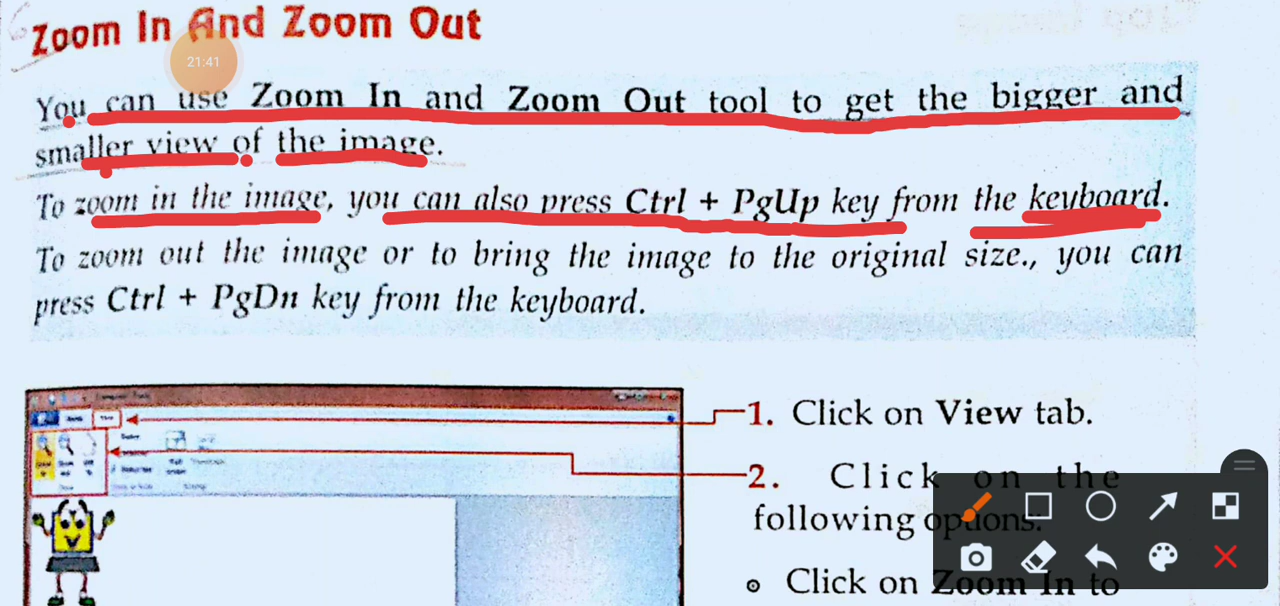 Zoom In And Zoom Out
21:41
You can use Zoom In and Zoom Out tool to get the bigger and
smaller view of the image.
To zoom in the image, you can also press Ctrl + PgUp key from the keyboard.
To zoom out the image or to bring the image to the original size., you can
press Ctrl + PgDn key from the keyboard.
1. Click on View tab.
2. Click on the
following options.
Click on Zoom In to